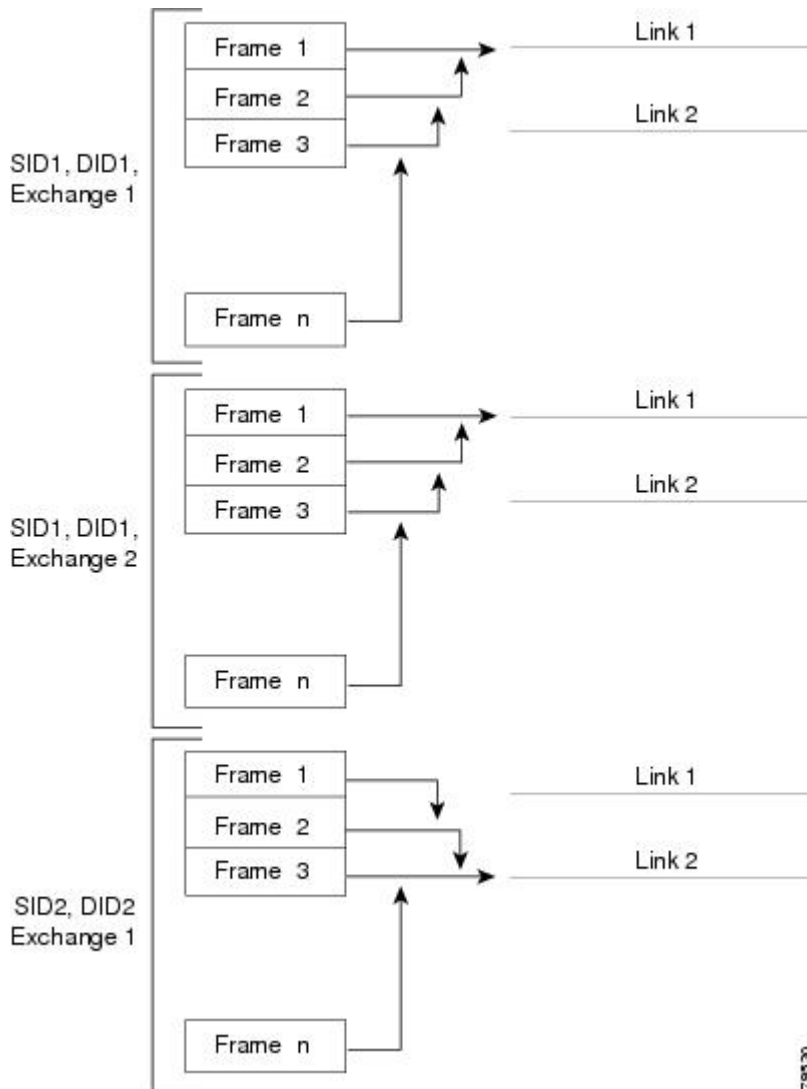 Frame 1
Link 1
Frame 2
Frame 3
Link 2
SID1, DID1,
Exchange 1
Frame n
Frame 1
Link 1
Frame 2
Frame 3
Link 2
SID1, DID1,
Exchange 2
Frame n
Frame 1
Link 1
Frame 2
Frame 3
Link 2
SID2, DID2
Exchange 1
Frame n